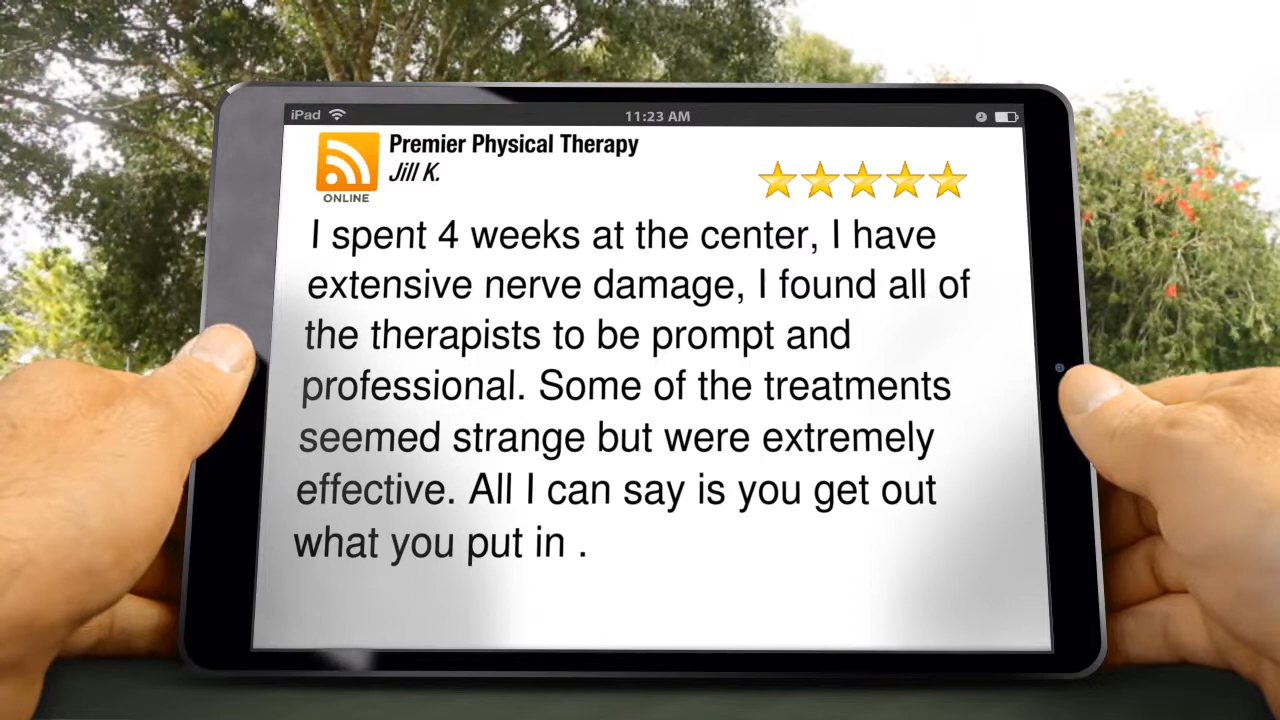 iPad 11:23 AM
Premier Physical Therapy
Jill K.
ONLINE
I spent 4 weeks at the center, I have
extensive nerve damage, I found all of
the therapists to be prompt and
professional. Some of the treatments
seemed strange but were extremely
effective. All I can say is you get out
what you put in .